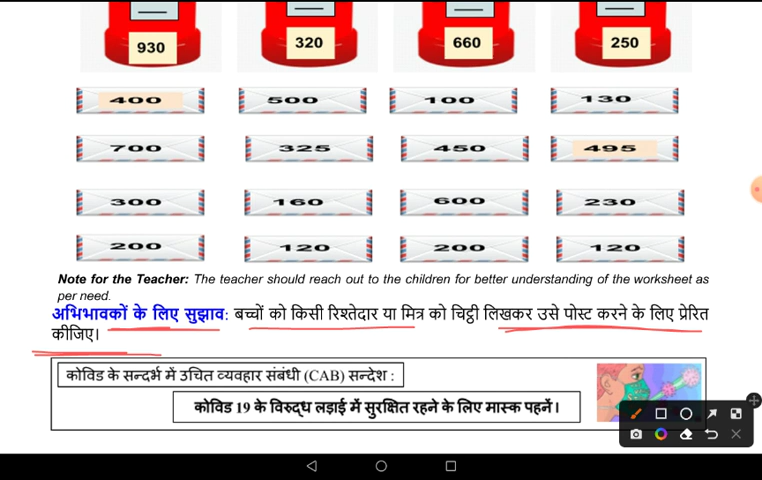 930 320 660 250
400 500 100 130
700 325 450 495
300 160 600 230
200 120 200 120
Note for the Teacher: The teacher should reach out to the children for better understanding of the worksheet as
per need.
अभिभावकों के लिए सुझाव: बच्चों को किसी रिश्तेदार या मित्र को चिट्ठी लिखकर उसे पोस्ट करने के लिए प्रेरित
कीजिए।
कोविड के सन्दर्भ में उचित व्यवहार संबंधी (CAB) सन्देश :
कोविड 19 के विरुद्ध लड़ाई में सुरक्षित रहने के लिए मास्क पहनें।